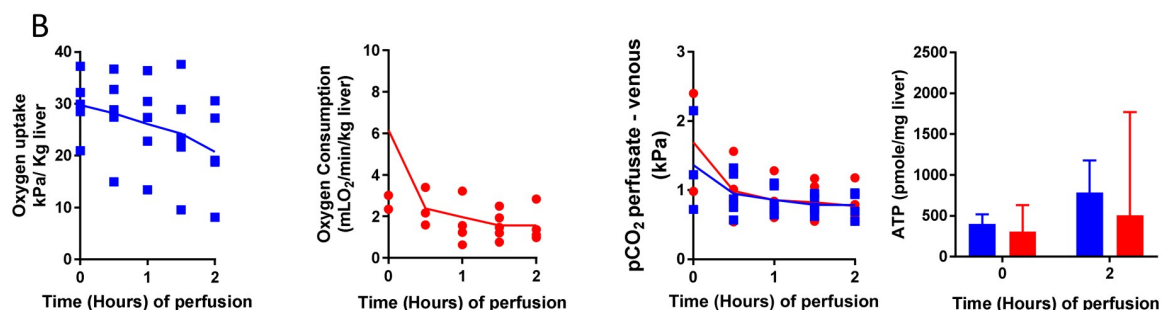 B
Oxygen uptake
kPa/ Kg liver
40
30
20
10
0
0 1 2
Time (Hours) of perfusion
Oxygen Consumption
(mLO₂/min/kg liver)
10
8
6
4
2
0
0 1 2
Time (Hours) of perfusion
pCO₂ perfusate - venous
(kPa)
3
2
1
0
0 1 2
Time (Hours) of perfusion
ATP (pmole/mg liver)
2500
2000
1500
1000
500
0
0 2
Time (Hours) of perfusion